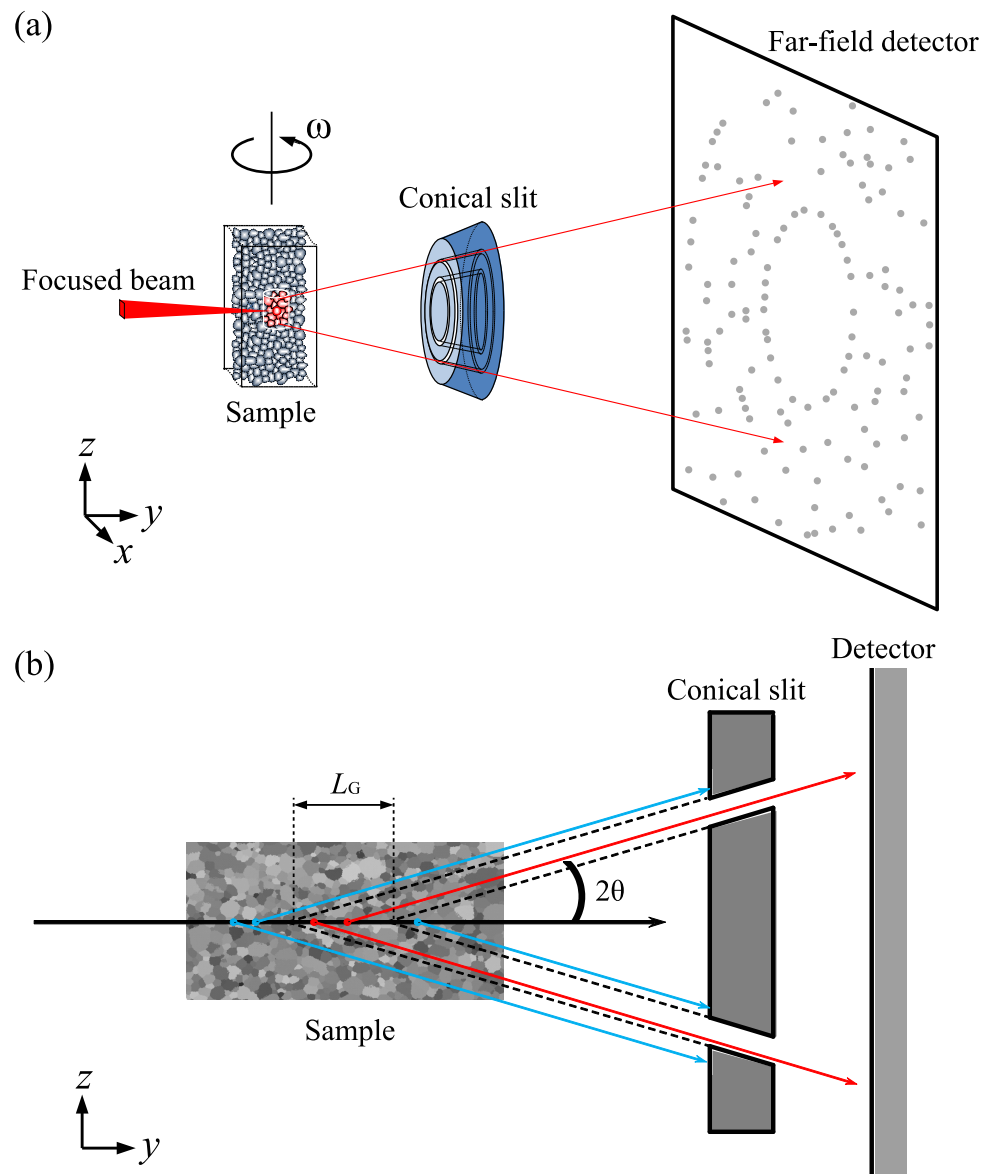 (a)
Far-field detector
ω
Conical slit
Focused beam
Sample
z
y
x
(b)
Detector
Conical slit
LG
2θ
Sample
z
y